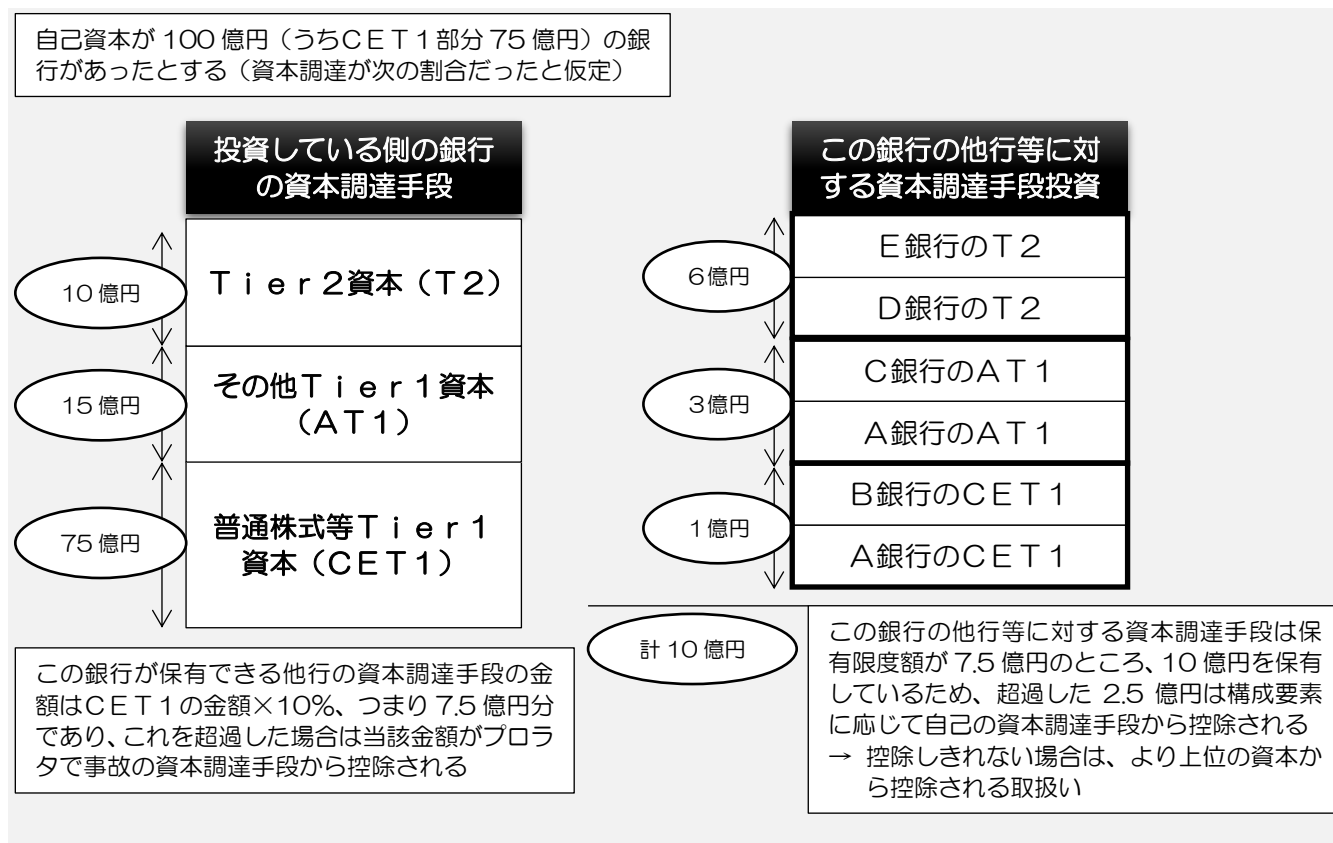 自己資本が100億円（うちCET1部分75億円）の銀
行があったとする（資本調達が次の割合だったと仮定）
投資している側の銀行
の資本調達手段
10億円
Tier2資本（T2）
15億円
その他Tier1資本
（AT1）
75億円
普通株式等Tier1
資本（CET1）
この銀行が保有できる他行の資本調達手段の金
額はCET1の金額×10%、つまり7.5億円分
であり、これを超過した場合は当該金額がプロラ
タで事故の資本調達手段から控除される
この銀行の他行等に対
する資本調達手段投資
6億円
E銀行のT2
D銀行のT2
3億円
C銀行のAT1
A銀行のAT1
1億円
B銀行のCET1
A銀行のCET1
計10億円
この銀行の他行等に対する資本調達手段は保
有限度額が7.5億円のところ、10億円を保有
しているため、超過した2.5億円は構成要素
に応じて自己の資本調達手段から控除される
→ 控除しきれない場合は、より上位の資本か
ら控除される取扱い